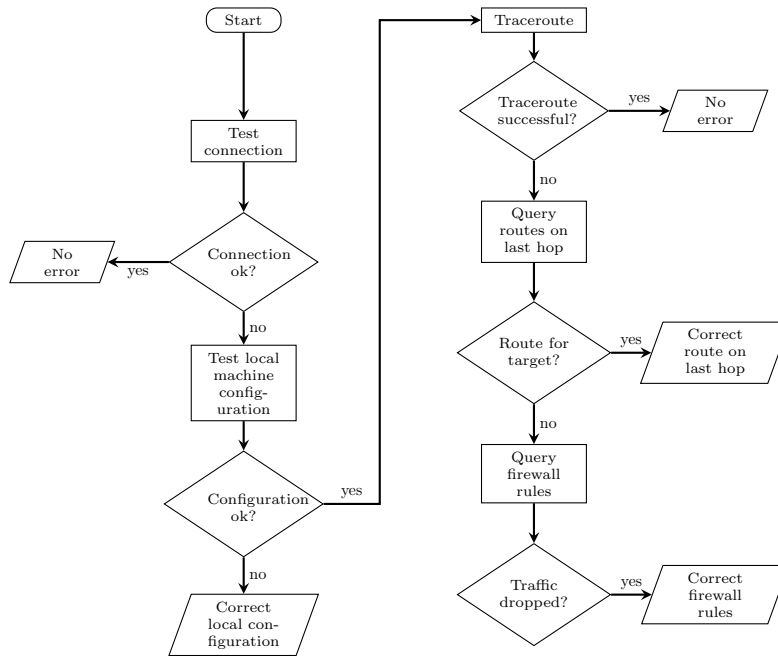 Start
Test
connection
Connection
ok?
yes
No
error
no
Test local
machine
config-
uration
Configuration
ok?
yes
no
Correct
local con-
figuration
Traceroute
Traceroute
successful?
yes
No
error
no
Query
routes on
last hop
Route for
target?
yes
Correct
route on
last hop
no
Query
firewall
rules
Traffic
dropped?
yes
Correct
firewall
rules